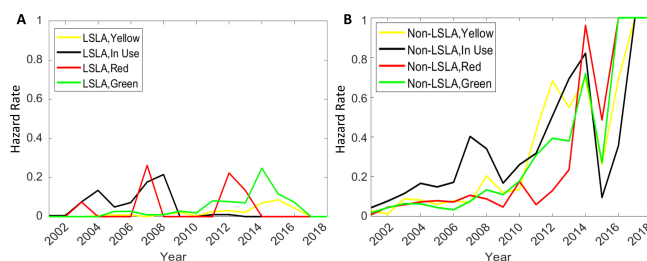 A
Hazard Rate
1
0.8
0.6
0.4
0.2
0
LSLA,Yellow
LSLA,In Use
LSLA,Red
LSLA,Green
2002 2004 2006 2008 2010 2012 2014 2016 2018
Year
B
Hazard Rate
1
0.8
0.6
0.4
0.2
0
Non-LSLA,Yellow
Non-LSLA,In Use
Non-LSLA,Red
Non-LSLA,Green
2002 2004 2006 2008 2010 2012 2014 2016 2018
Year